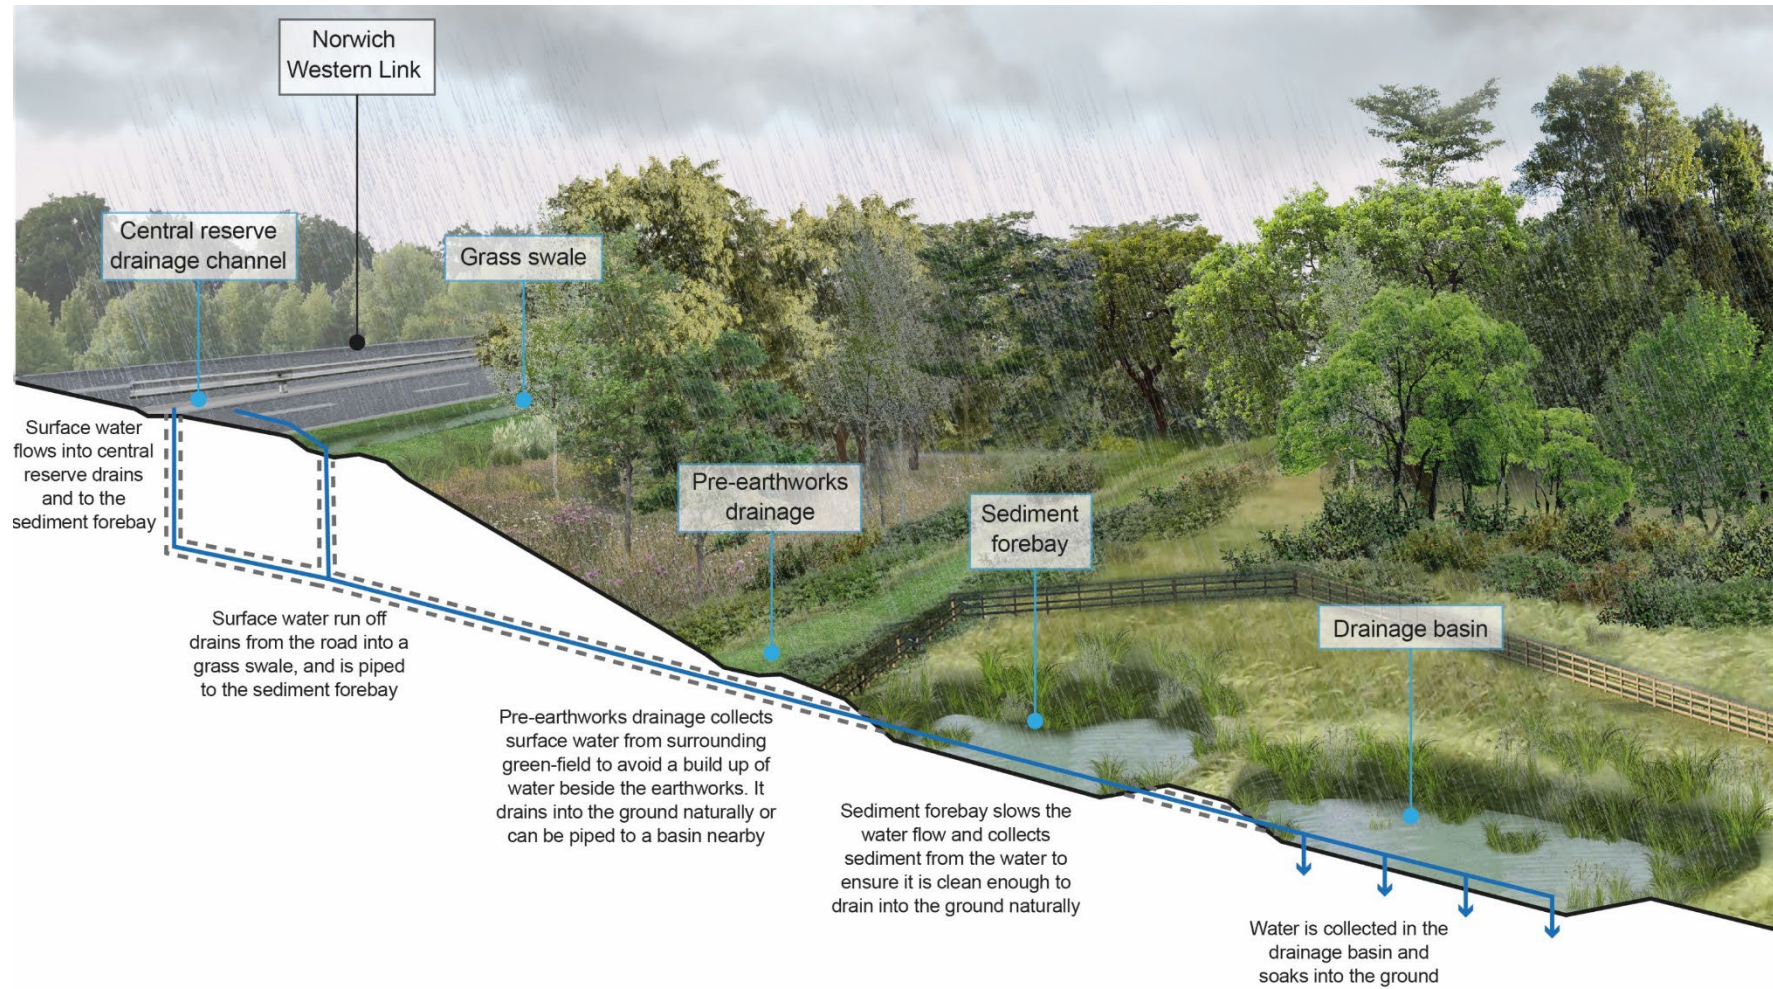 Norwich
Western Link
Central reserve
drainage channel
Grass swale
Surface water
flows into central
reserve drains
and to the
sediment forebay
Pre-earthworks
drainage
Sediment
forebay
Drainage basin
Surface water run off
drains from the road into a
grass swale, and is piped
to the sediment forebay
Pre-earthworks drainage collects
surface water from surrounding
green-field to avoid a build up of
water beside the earthworks. It
drains into the ground naturally or
can be piped to a basin nearby
Sediment forebay slows the
water flow and collects
sediment from the water to
ensure it is clean enough to
drain into the ground naturally
Water is collected in the
drainage basin and
soaks into the ground